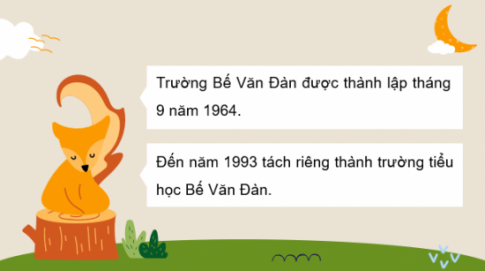 Trường Bế Văn Đàn được thành lập tháng
9 năm 1964.
Đến năm 1993 tách riêng thành trường tiểu
học Bế Văn Đàn.